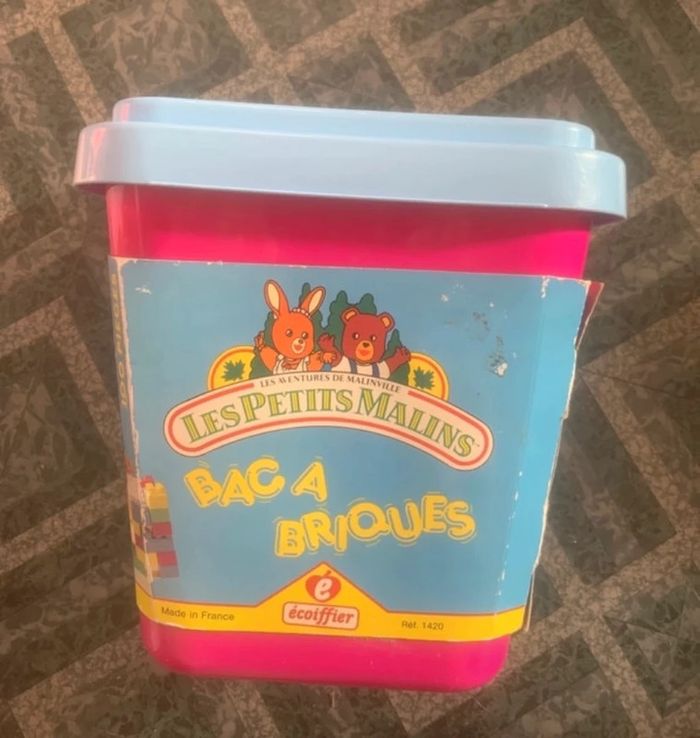 LES AVENTURES DE MALINVILLE
LES PETITS MALINS
BAC A
BRIQUES
é
écoiffier
Made in France
Réf. 1420